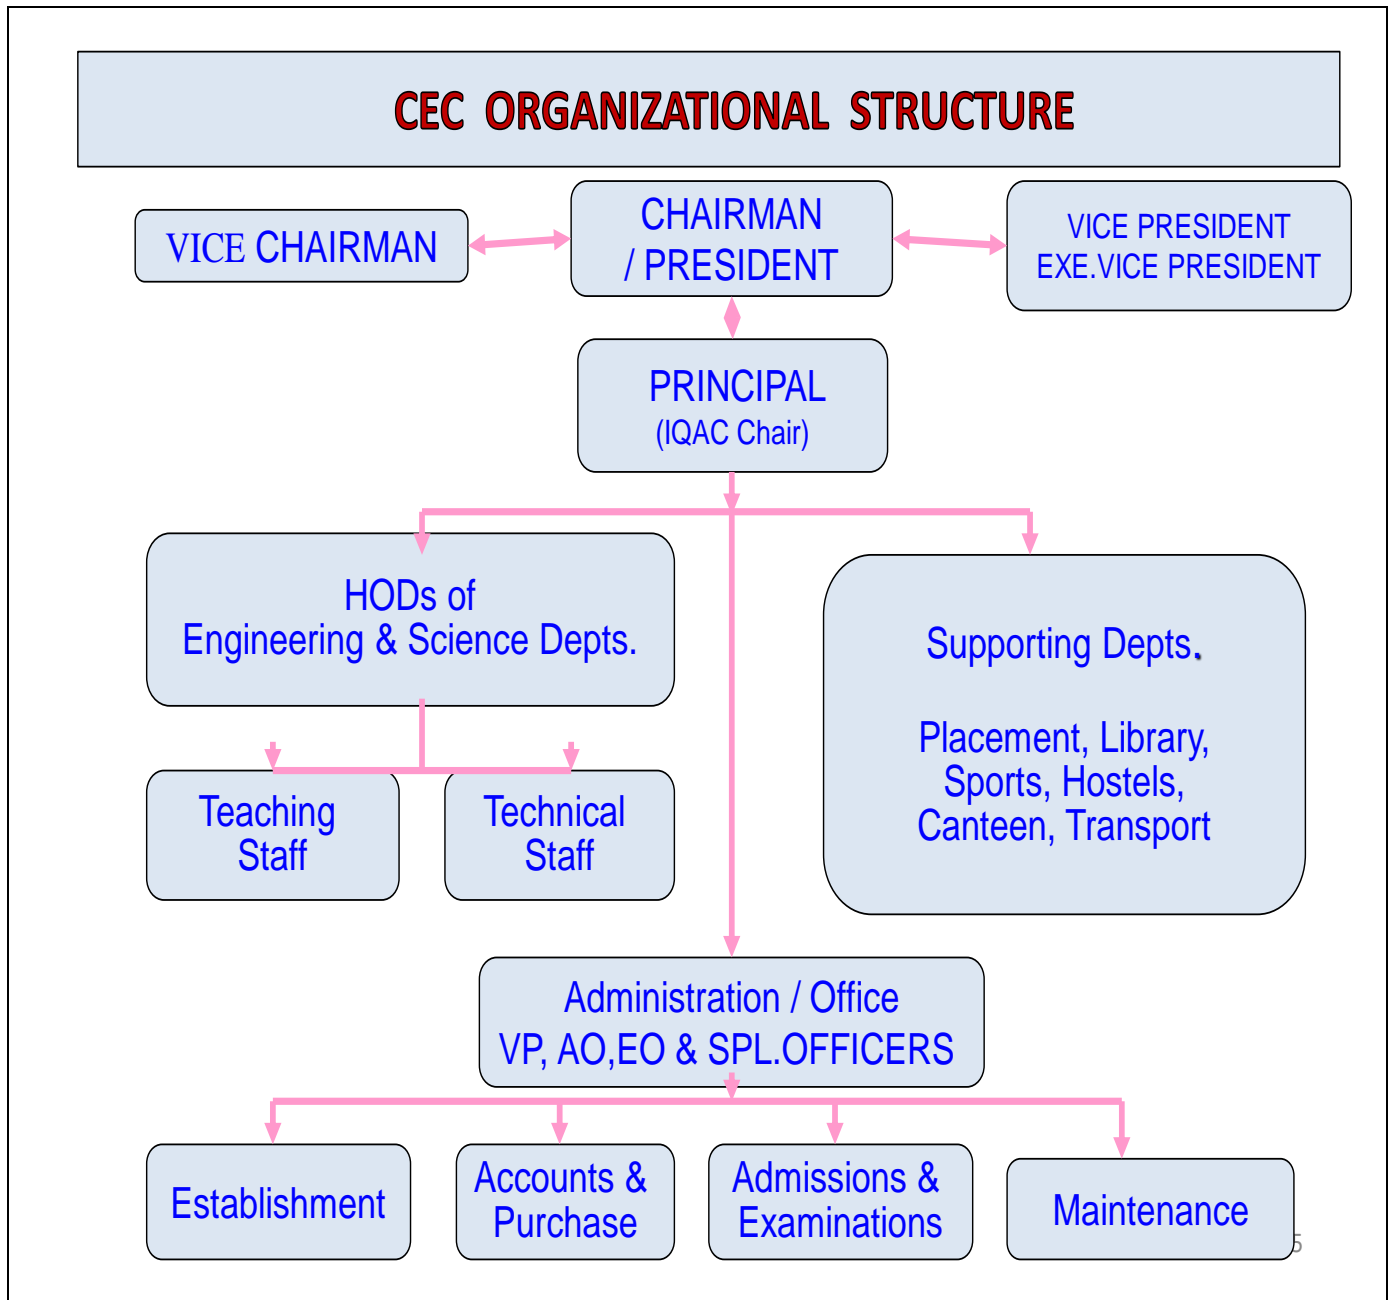 CEC ORGANIZATIONAL STRUCTURE
VICE CHAIRMAN
CHAIRMAN
/ PRESIDENT
VICE PRESIDENT
EXE.VICE PRESIDENT
PRINCIPAL
(IQAC Chair)
HODs of
Engineering & Science Depts.
Supporting Depts.
Placement, Library,
Sports, Hostels,
Canteen, Transport
Teaching
Staff
Technical
Staff
Administration / Office
VP, AO,EO & SPL.OFFICERS
Establishment
Accounts &
Purchase
Admissions &
Examinations
Maintenance